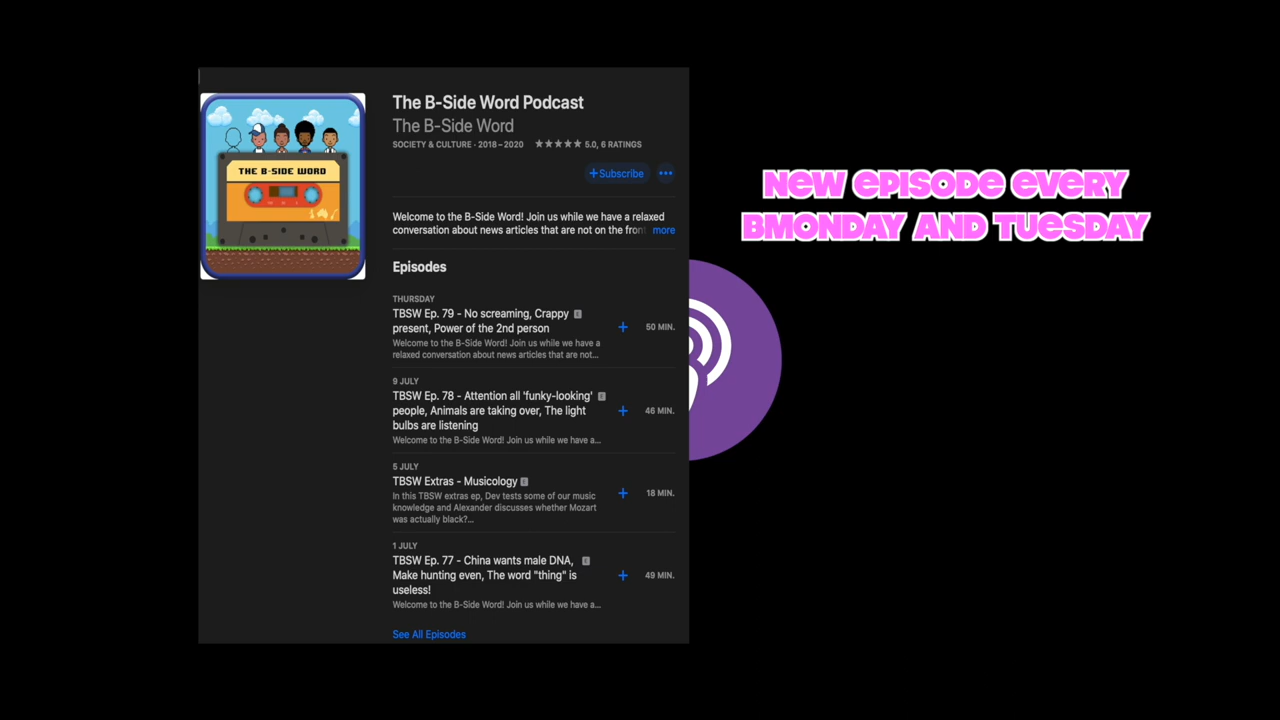 The B-Side Word Podcast
The B-Side Word
SOCIETY & CULTURE · 2018–2020 ★★★★★ 5.0, 6 RATINGS
+Subscribe •••
THE B-SIDE WORD
Welcome to the B-Side Word! Join us while we have a relaxed
conversation about news articles that are not on the front more
Episodes
THURSDAY
TBSW Ep. 79 - No screaming, Crappy E
present, Power of the 2nd person
Welcome to the B-Side Word! Join us while we have a
relaxed conversation about news articles that are not...
+ 50 MIN.
9 JULY
TBSW Ep. 78 - Attention all 'funky-looking' E
people, Animals are taking over, The light
bulbs are listening
Welcome to the B-Side Word! Join us while we have a...
+ 46 MIN.
5 JULY
TBSW Extras - Musicology E
In this TBSW extras ep, Dev tests some of our music
knowledge and Alexander discusses whether Mozart
was actually black?...
+ 18 MIN.
1 JULY
TBSW Ep. 77 - China wants male DNA, E
Make hunting even, The word "thing" is
useless!
Welcome to the B-Side Word! Join us while we have a...
+ 49 MIN.
See All Episodes
NEW EPISODE EVERY
BMONDAY AND TUESDAY